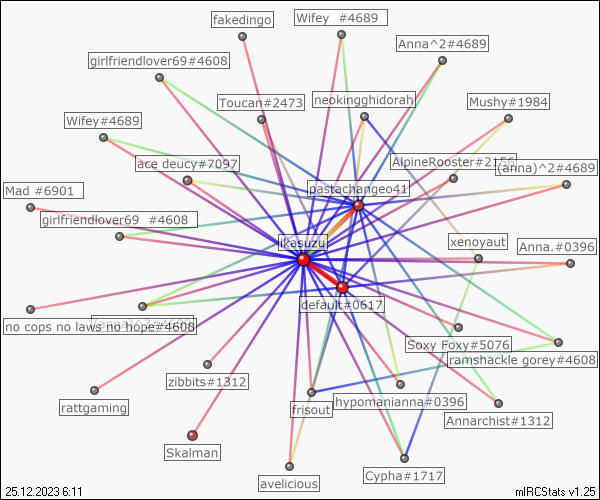 fakedingo
Wifey  #4689
Anna^2#4689
girlfriendlover69#4608
Toucan#2473
neokingghidorah
Mushy#1984
Wifey#4689
ace deucy#7097
AlpineRooster#2156
(anna)^2#4689
Mad #6901
pastachangeo41
girlfriendlover69  #4608
ikasuzu
xenoyaut
Anna.#0396
default#0617
no cops no laws no hope#4608
Soxy Foxy#5076
ramshackle gorey#4608
zibbits#1312
rattgaming
frisout
hypomanianna#0396
Annarchist#1312
Skalman
avelicious
Cypha#1717
25.12.2023 6:11
mIRCStats v1.25